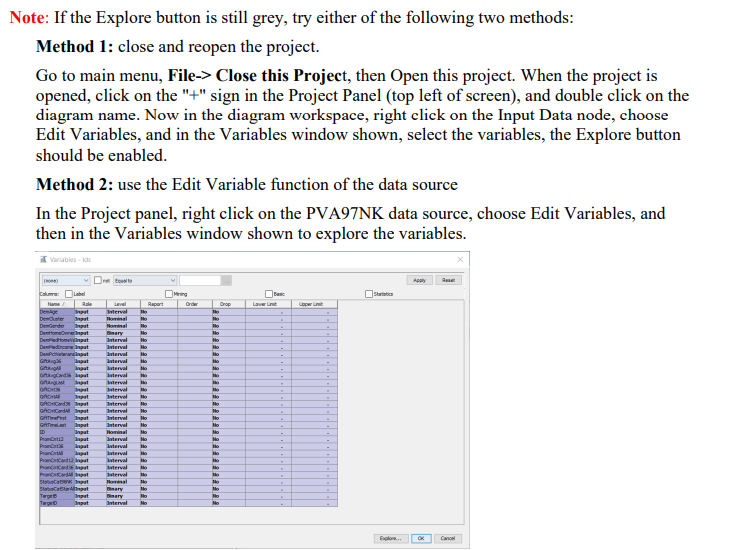 Note: If the Explore button is still grey, try either of the following two methods:
Method 1: close and reopen the project.
Go to main menu, File-> Close this Project, then Open this project. When the project is
opened, click on the "+" sign in the Project Panel (top left of screen), and double click on the
diagram name. Now in the diagram workspace, right click on the Input Data node, choose
Edit Variables, and in the Variables window shown, select the variables, the Explore button
should be enabled.
Method 2: use the Edit Variable function of the data source
In the Project panel, right click on the PVA97NK data source, choose Edit Variables, and
then in the Variables window shown to explore the variables.
Variables - Ids
(none) not Equal to Apply Reset
Columns: Label Mining Basic Statistics
Name / Role Level Report Order Drop Lower Limit Upper Limit
DemAge Input Interval No No . .
DemCluster Input Nominal No No . .
DemGender Input Nominal No No . .
DemHomeOwner Input Binary No No . .
DemMedHomeV Input Interval No No . .
DemMedIncome Input Interval No No . .
DemPctVeterans Input Interval No No . .
GiftAvg36 Input Interval No No . .
GiftAvgAll Input Interval No No . .
GiftAvgCard36 Input Interval No No . .
GiftAvgLast Input Interval No No . .
GiftCnt36 Input Interval No No . .
GiftCntAll Input Interval No No . .
GiftCntCard36 Input Interval No No . .
GiftCntCardAll Input Interval No No . .
GiftTimeFirst Input Interval No No . .
GiftTimeLast Input Interval No No . .
ID Input Nominal No No . .
PromCnt12 Input Interval No No . .
PromCnt36 Input Interval No No . .
PromCntAll Input Interval No No . .
PromCntCard12 Input Interval No No . .
PromCntCard36 Input Interval No No . .
PromCntCardAll Input Interval No No . .
StatusCat96NK Input Nominal No No . .
StatusCatStarAll Input Binary No No . .
TargetB Input Binary No No . .
TargetD Input Interval No No . .
Explore... OK Cancel